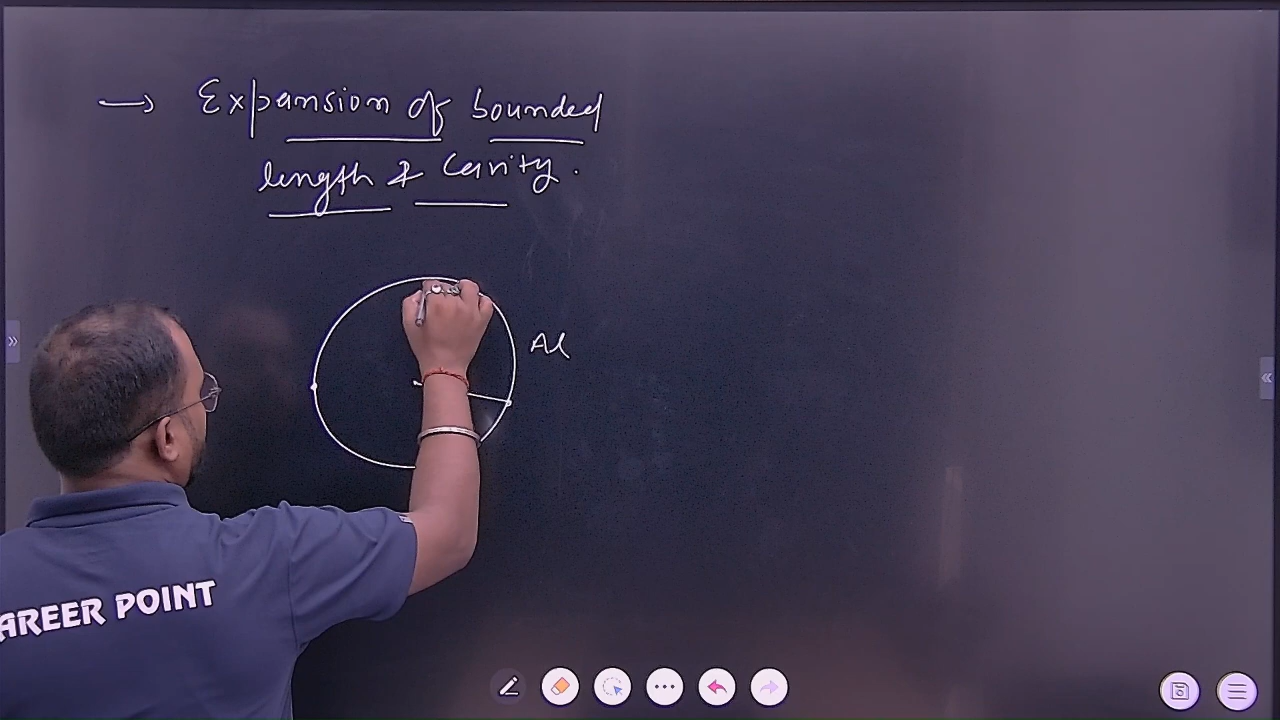 → Expansion of bounded
length & Cavity.
Al
AREER POINT